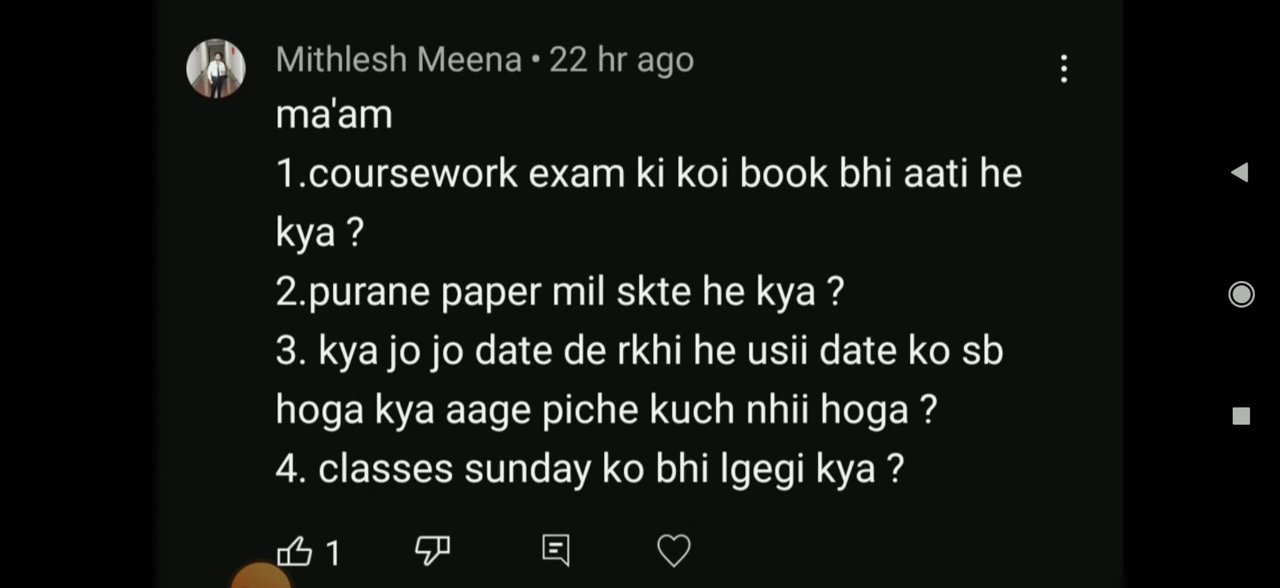 Mithlesh Meena • 22 hr ago
ma'am
1.coursework exam ki koi book bhi aati he
kya ?
2.purane paper mil skte he kya ?
3. kya jo jo date de rkhi he usii date ko sb
hoga kya aage piche kuch nhii hoga ?
4. classes sunday ko bhi lgegi kya ?
1